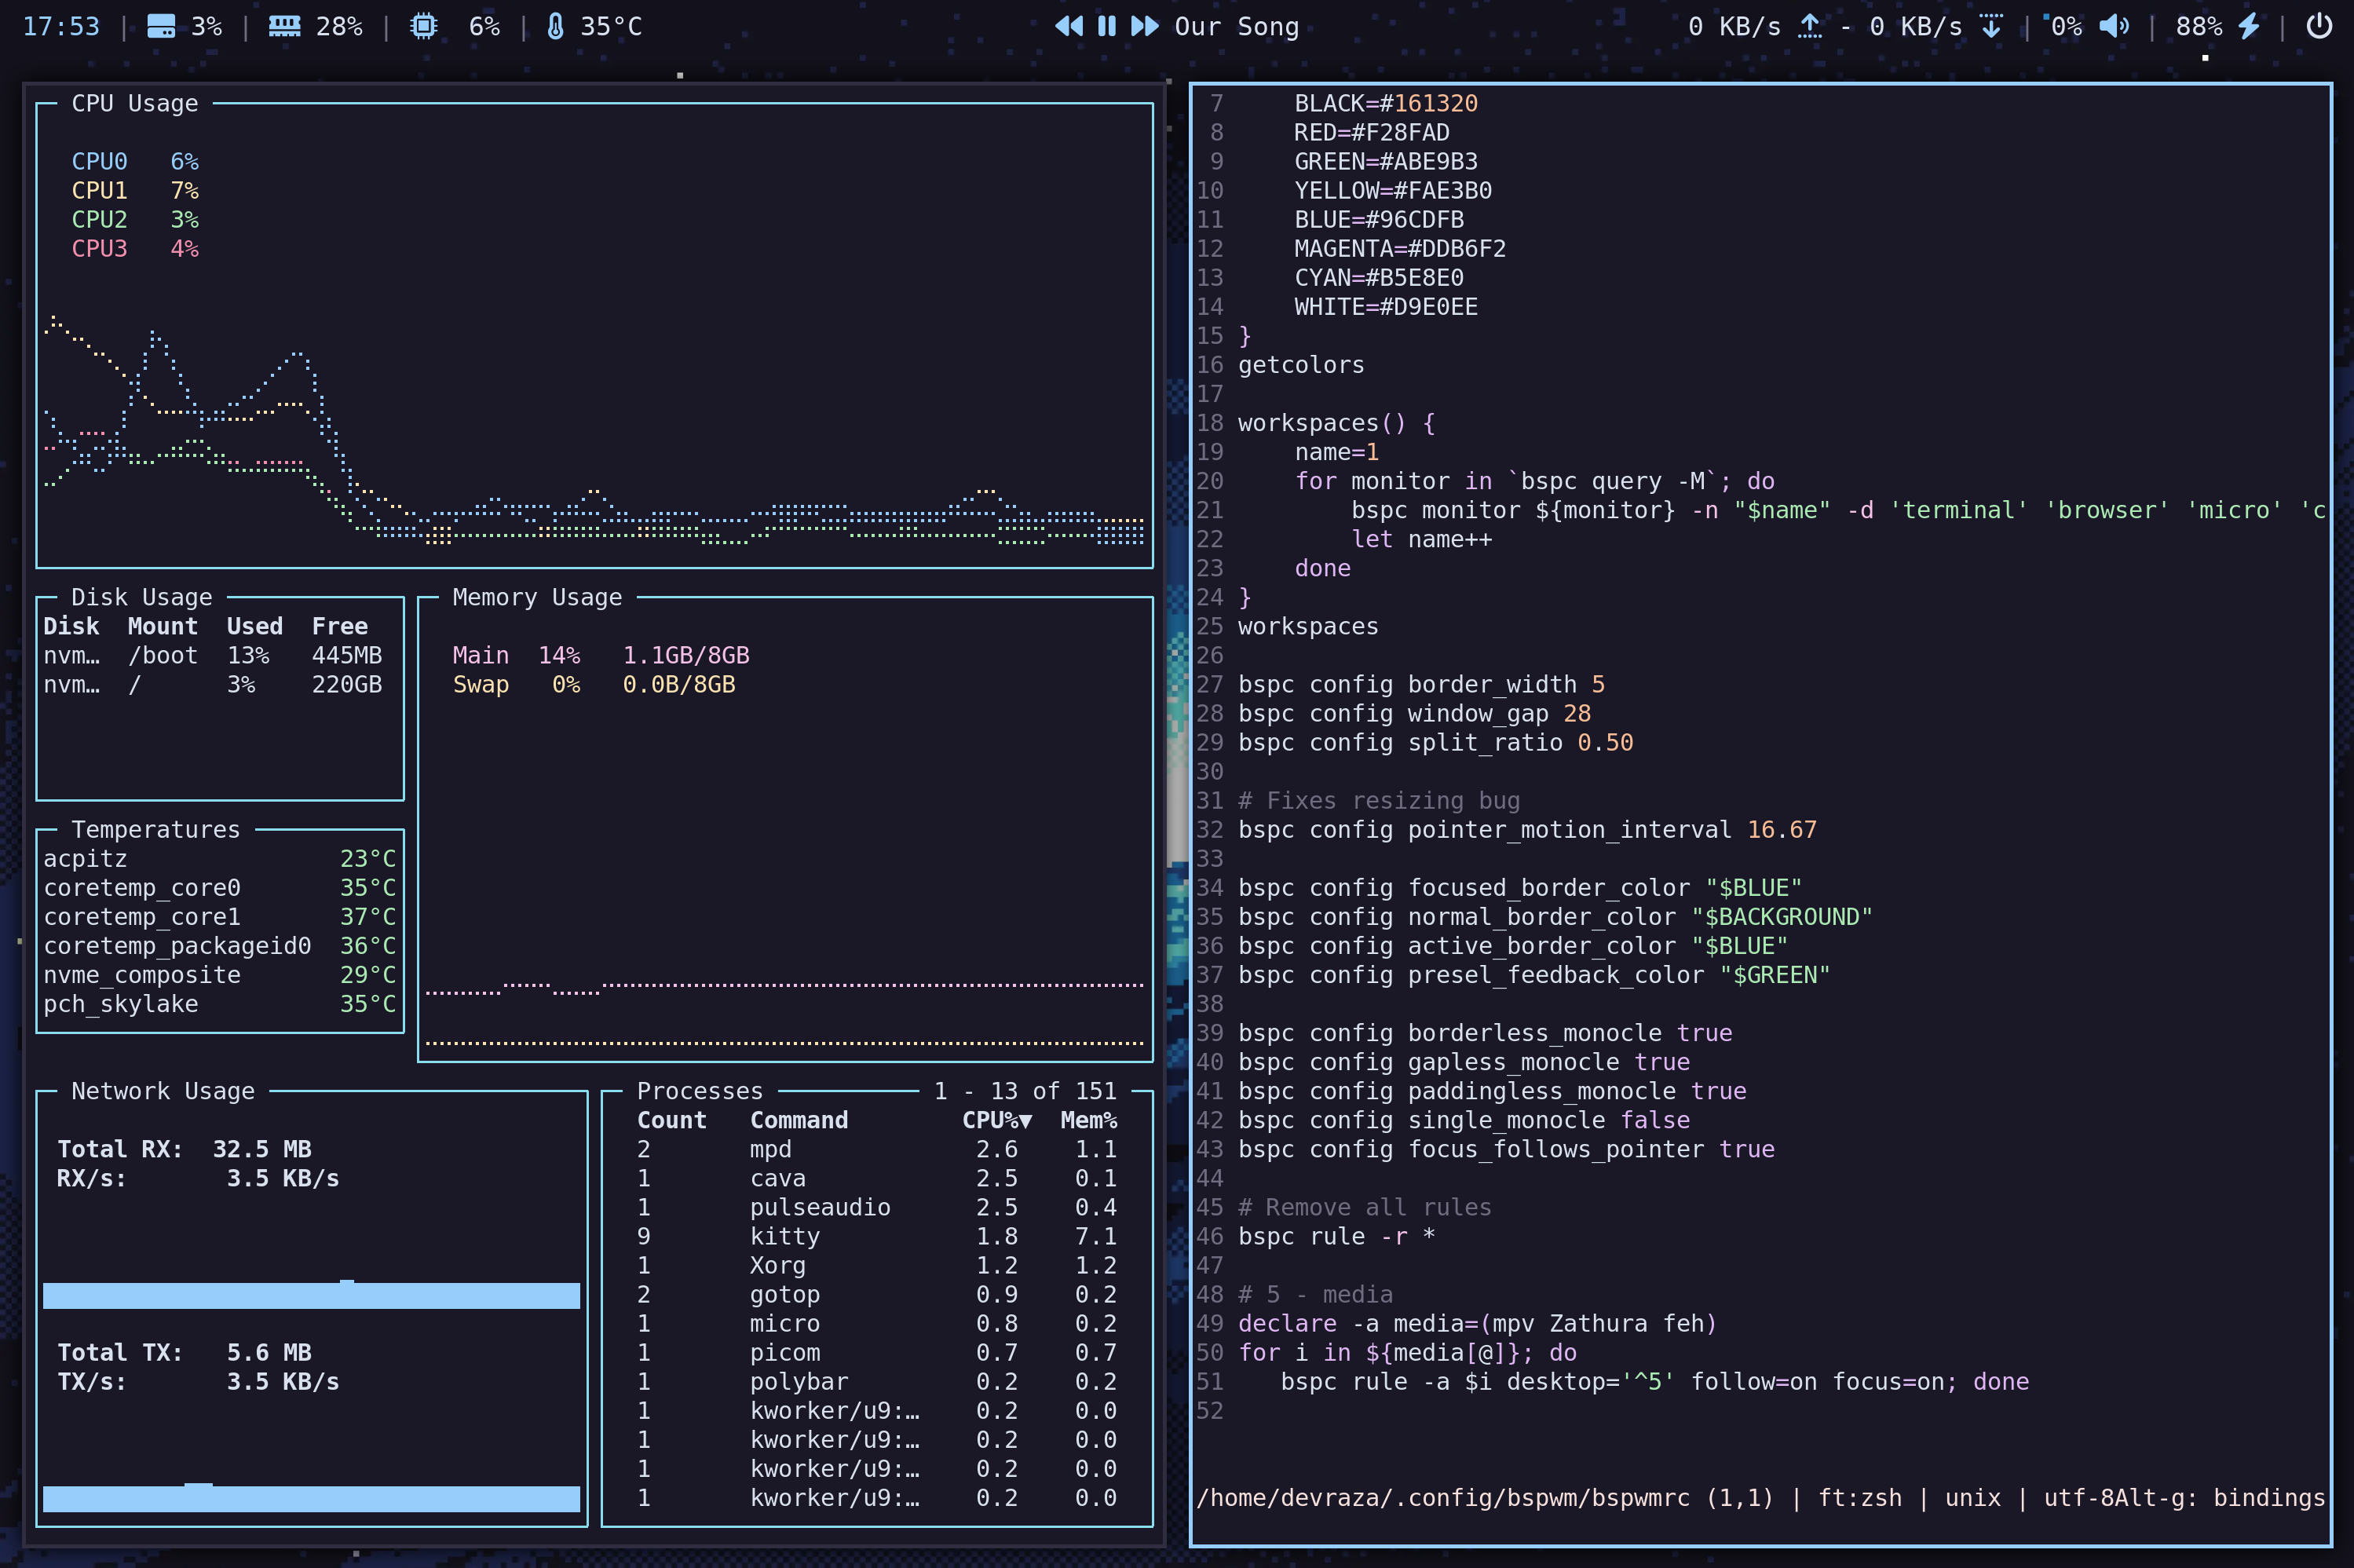 17:53 | 3% | 28% | 6% | 35°C
Our Song
0 KB/s - 0 KB/s | 0% | 88% |
CPU Usage
CPU0 6%
CPU1 7%
CPU2 3%
CPU3 4%
Disk Usage
Disk Mount Used Free
nvm… /boot 13% 445MB
nvm… / 3% 220GB
Memory Usage
Main 14% 1.1GB/8GB
Swap 0% 0.0B/8GB
Temperatures
acpitz 23°C
coretemp_core0 35°C
coretemp_core1 37°C
coretemp_packageid0 36°C
nvme_composite 29°C
pch_skylake 35°C
Network Usage
Total RX: 32.5 MB
RX/s: 3.5 KB/s
Total TX: 5.6 MB
TX/s: 3.5 KB/s
Processes 1 - 13 of 151
Count Command CPU%▼ Mem%
2 mpd 2.6 1.1
1 cava 2.5 0.1
1 pulseaudio 2.5 0.4
9 kitty 1.8 7.1
1 Xorg 1.2 1.2
2 gotop 0.9 0.2
1 micro 0.8 0.2
1 picom 0.7 0.7
1 polybar 0.2 0.2
1 kworker/u9:… 0.2 0.0
1 kworker/u9:… 0.2 0.0
1 kworker/u9:… 0.2 0.0
1 kworker/u9:… 0.2 0.0
7 BLACK=#161320
8 RED=#F28FAD
9 GREEN=#ABE9B3
10 YELLOW=#FAE3B0
11 BLUE=#96CDFB
12 MAGENTA=#DDB6F2
13 CYAN=#B5E8E0
14 WHITE=#D9E0EE
15 }
16 getcolors
17
18 workspaces() {
19 name=1
20 for monitor in `bspc query -M`; do
21 bspc monitor ${monitor} -n "$name" -d 'terminal' 'browser' 'micro' 'c
22 let name++
23 done
24 }
25 workspaces
26
27 bspc config border_width 5
28 bspc config window_gap 28
29 bspc config split_ratio 0.50
30
31 # Fixes resizing bug
32 bspc config pointer_motion_interval 16.67
33
34 bspc config focused_border_color "$BLUE"
35 bspc config normal_border_color "$BACKGROUND"
36 bspc config active_border_color "$BLUE"
37 bspc config presel_feedback_color "$GREEN"
38
39 bspc config borderless_monocle true
40 bspc config gapless_monocle true
41 bspc config paddingless_monocle true
42 bspc config single_monocle false
43 bspc config focus_follows_pointer true
44
45 # Remove all rules
46 bspc rule -r *
47
48 # 5 - media
49 declare -a media=(mpv Zathura feh)
50 for i in ${media[@]}; do
51 bspc rule -a $i desktop='^5' follow=on focus=on; done
52
/home/devraza/.config/bspwm/bspwmrc (1,1) | ft:zsh | unix | utf-8Alt-g: bindings